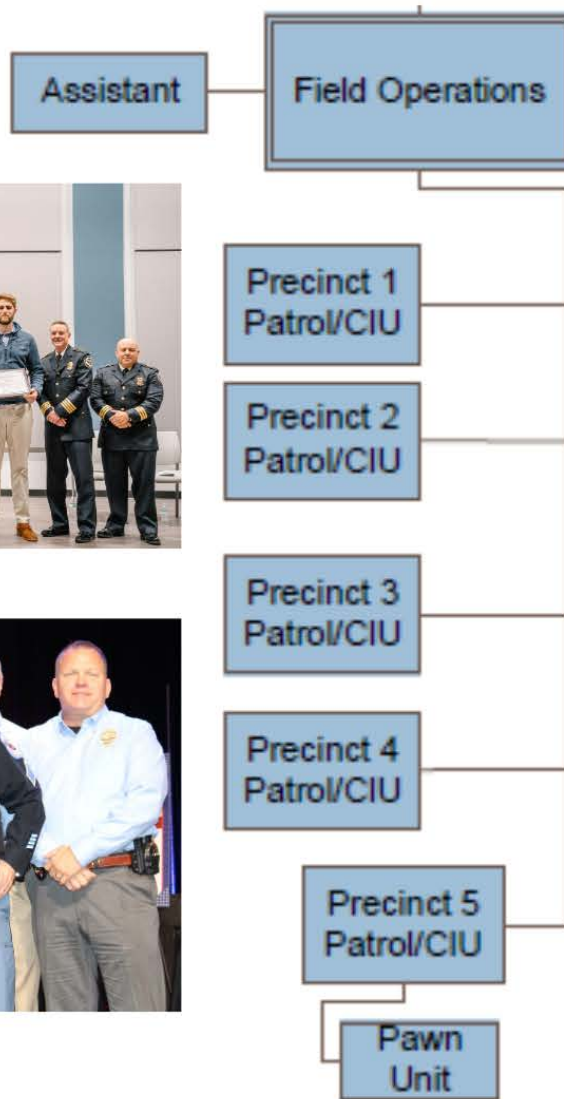 Assistant
Field Operations
Precinct 1
Patrol/CIU
Precinct 2
Patrol/CIU
Precinct 3
Patrol/CIU
Precinct 4
Patrol/CIU
Precinct 5
Patrol/CIU
Pawn
Unit